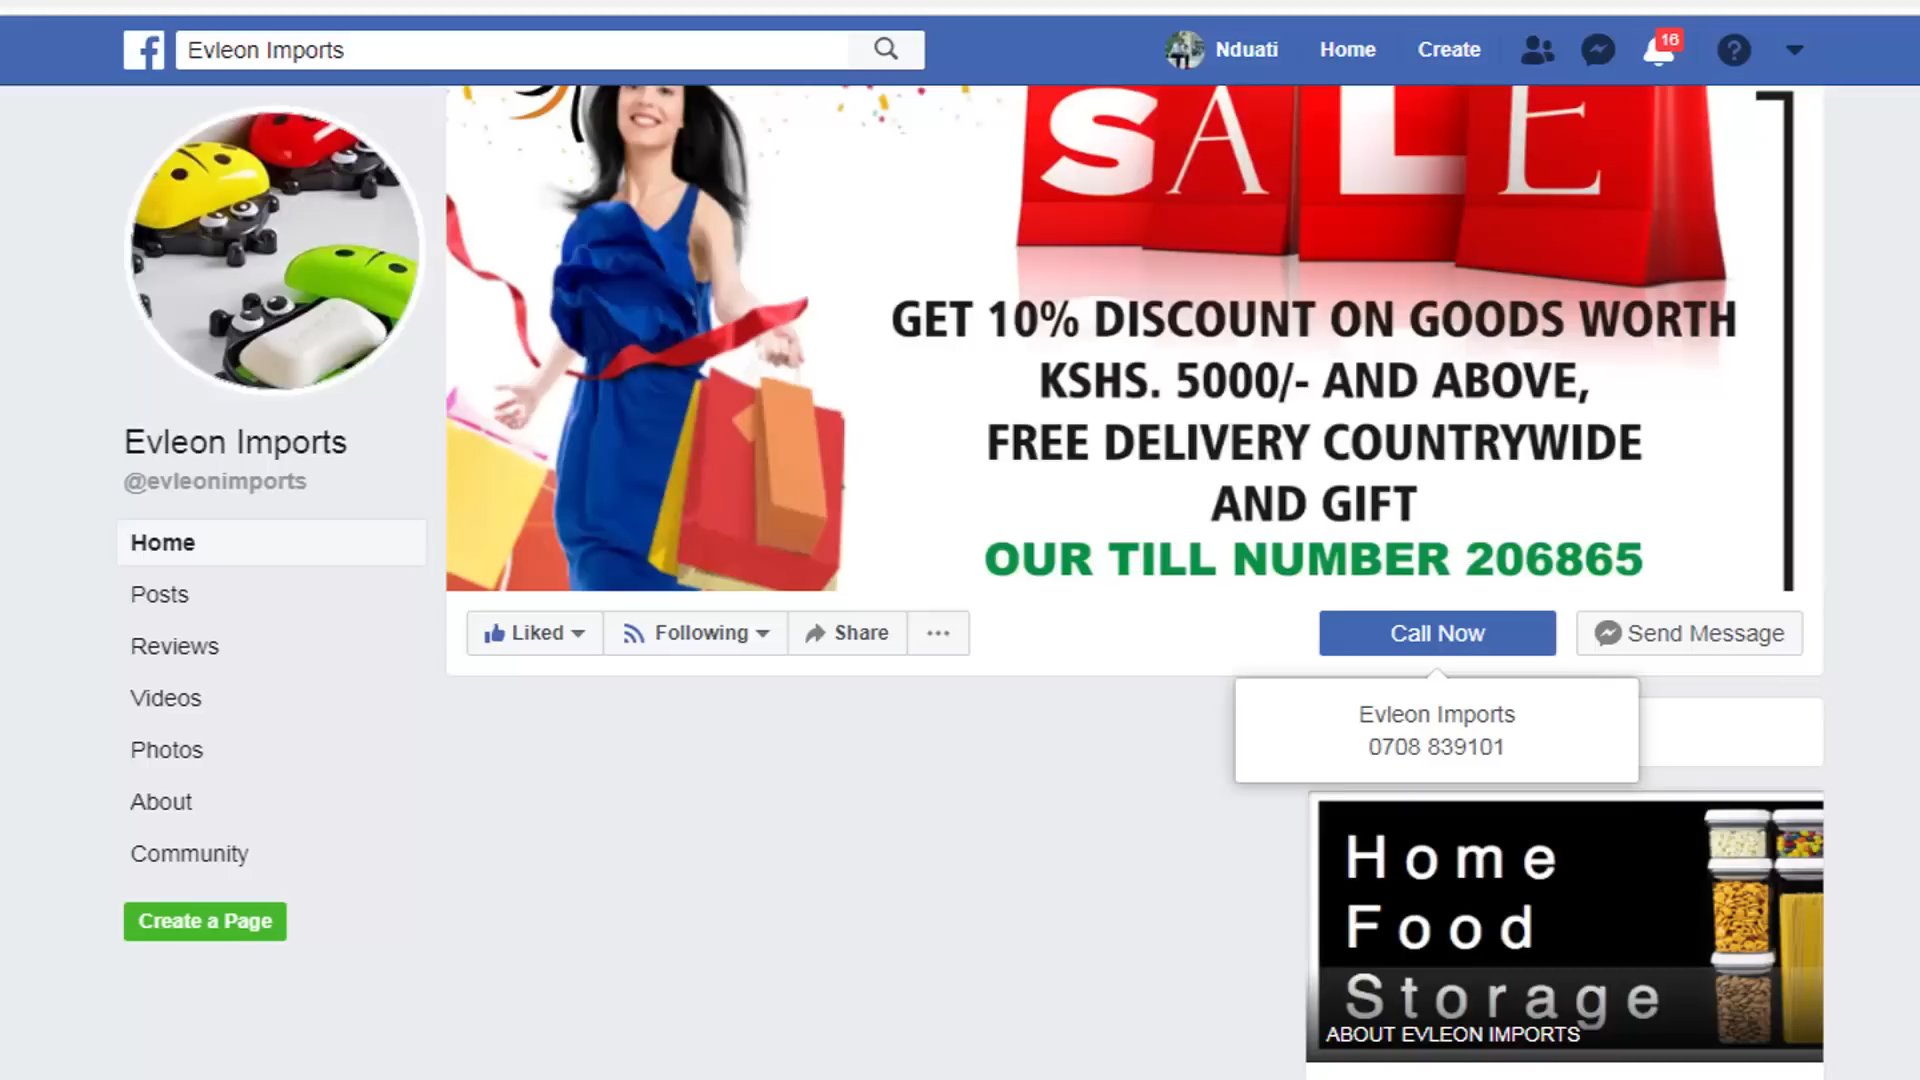 Evleon Imports
Nduati
Home
Create
16
SALE
GET 10% DISCOUNT ON GOODS WORTH
KSHS. 5000/- AND ABOVE,
FREE DELIVERY COUNTRYWIDE
AND GIFT
OUR TILL NUMBER 206865
Evleon Imports
@evleonimports
Home
Posts
Reviews
Videos
Photos
About
Community
Create a Page
Liked
Following
Share
Call Now
Send Message
Evleon Imports
0708 839101
Home
Food
Storage
ABOUT EVLEON IMPORTS